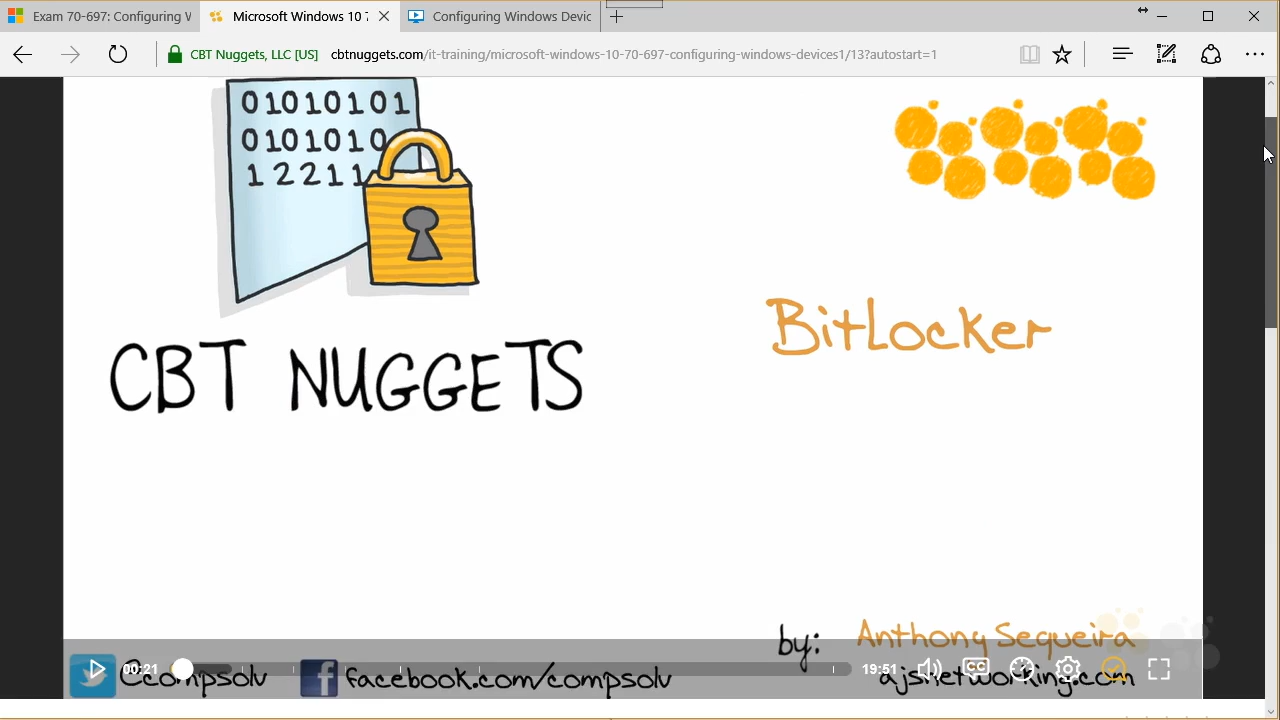 Exam 70-697: Configuring W
Microsoft Windows 10 7
Configuring Windows Devic
CBT Nuggets, LLC [US] cbtnuggets.com/it-training/microsoft-windows-10-70-697-configuring-windows-devices1/13?autostart=1
01010101
0101010
12211
CBT NUGGETS
BitLocker
by: Anthony Sequeira
00:21
19:51
CC
@compsolv
facebook.com/compsolv
ajsnetworking.com